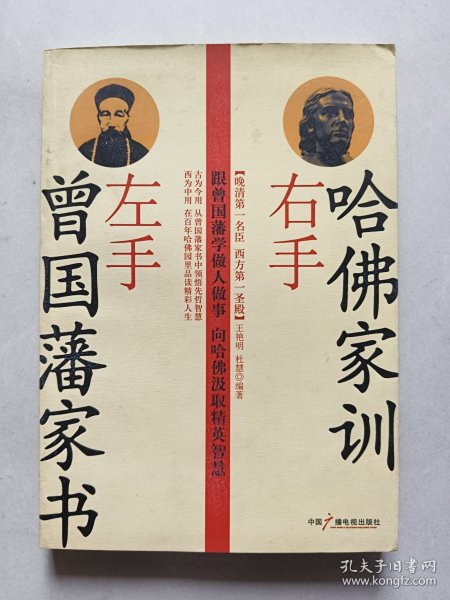 左手
曾国藩家书
右手
哈佛家训
跟曾国藩学做人做事 向哈佛汲取精英智慧
古为今用 从曾国藩家书中领悟先哲智慧
西为中用 在百年哈佛园里品读精彩人生
【晚清第一名臣 西方第一圣殿】
王艳明 杜慧◎编著
中国广播电视出版社
孔夫子旧书网
www.kongfz.com